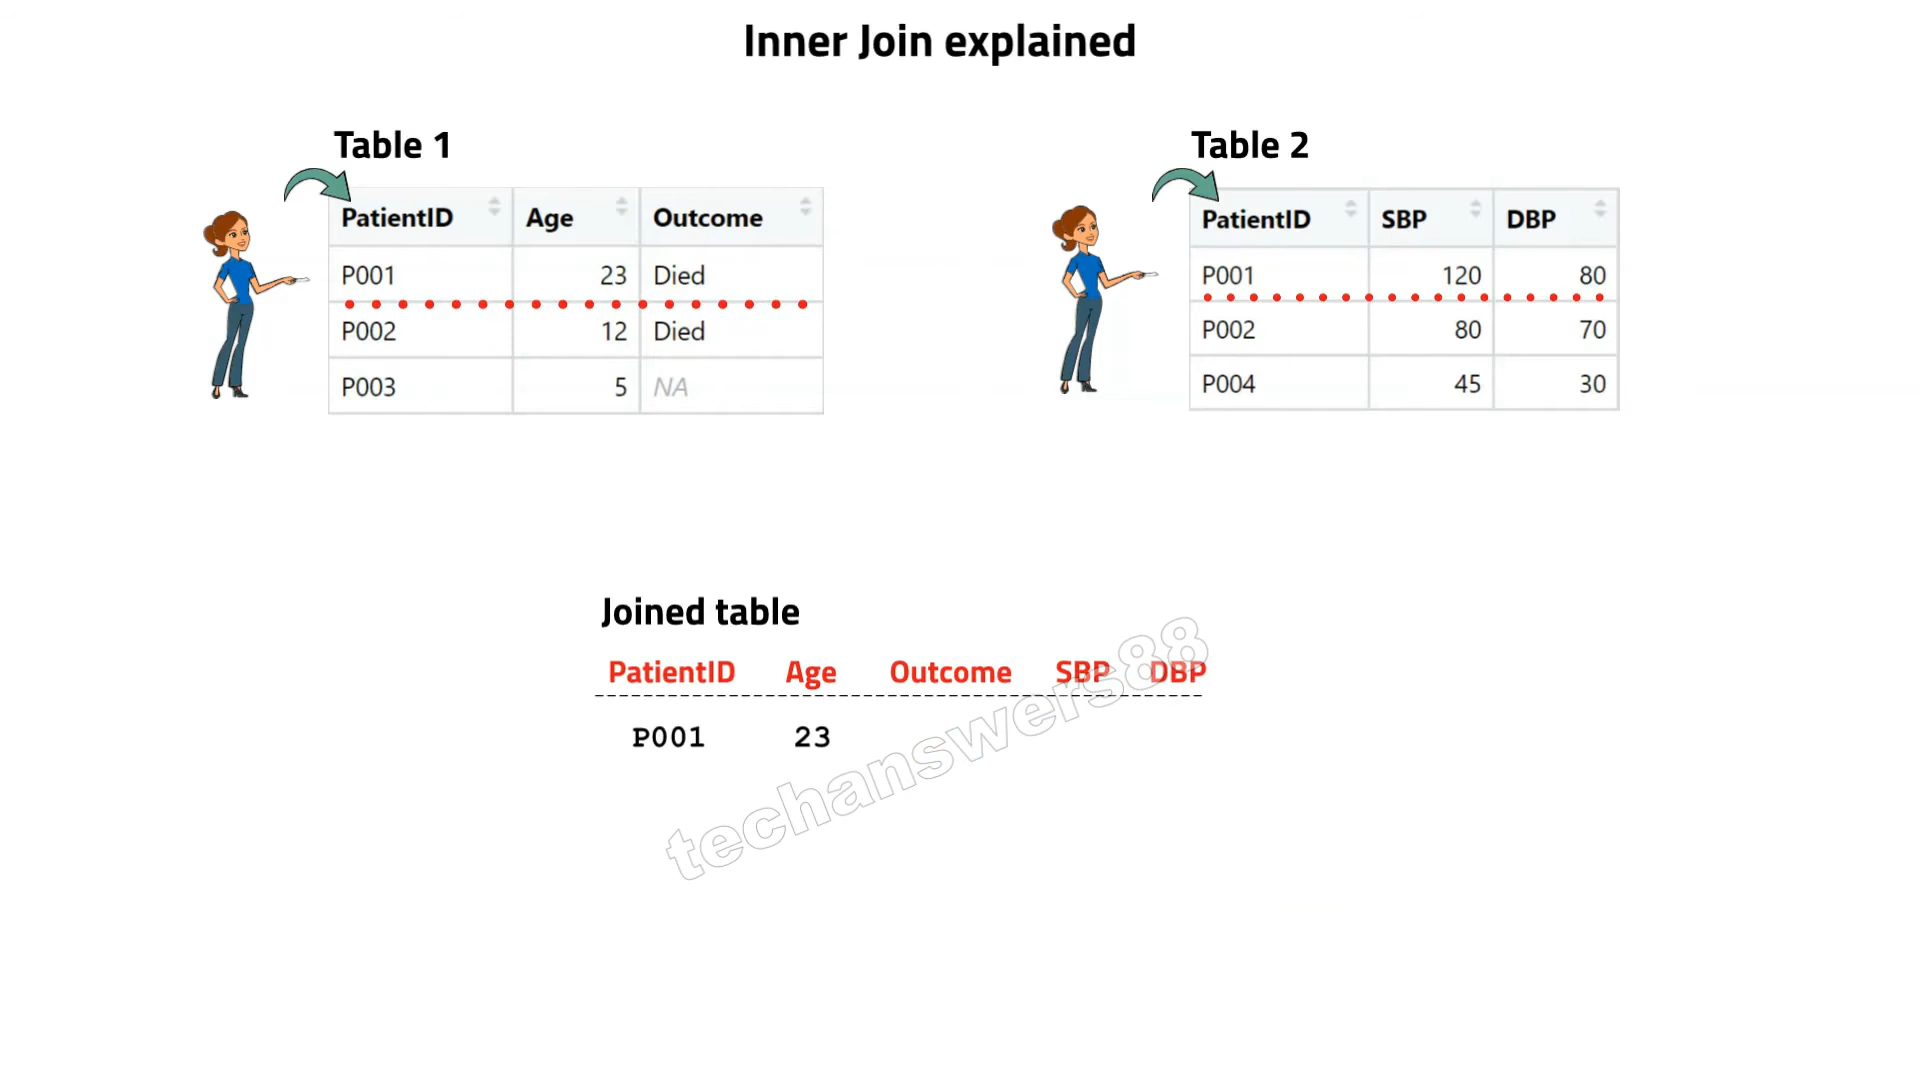 Inner Join explained
Table 1
PatientID Age Outcome
P001 23 Died
P002 12 Died
P003 5 NA
Table 2
PatientID SBP DBP
P001 120 80
P002 80 70
P004 45 30
Joined table
PatientID Age Outcome SBP DBP
P001 23
techanswers88